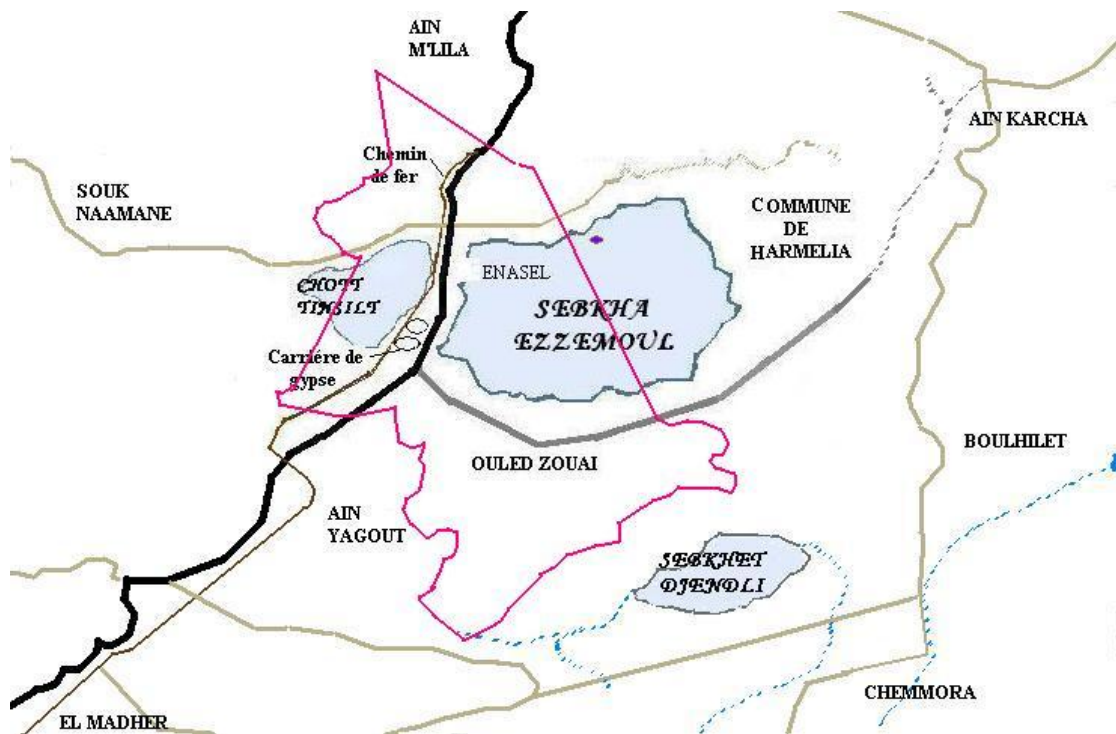 AIN
M'LILA
AIN KARCHA
Chemin
de fer
SOUK
NAAMANE
COMMUNE
DE
HARMELIA
ENASEL
CHOTT
TINSILT
SEBKHA
EZZEMOUL
Carriére de
gypse
OULED ZOUAI
BOULHILET
AIN
YAGOUT
SEBKHET
DJENDLI
CHEMMORA
EL MADHER